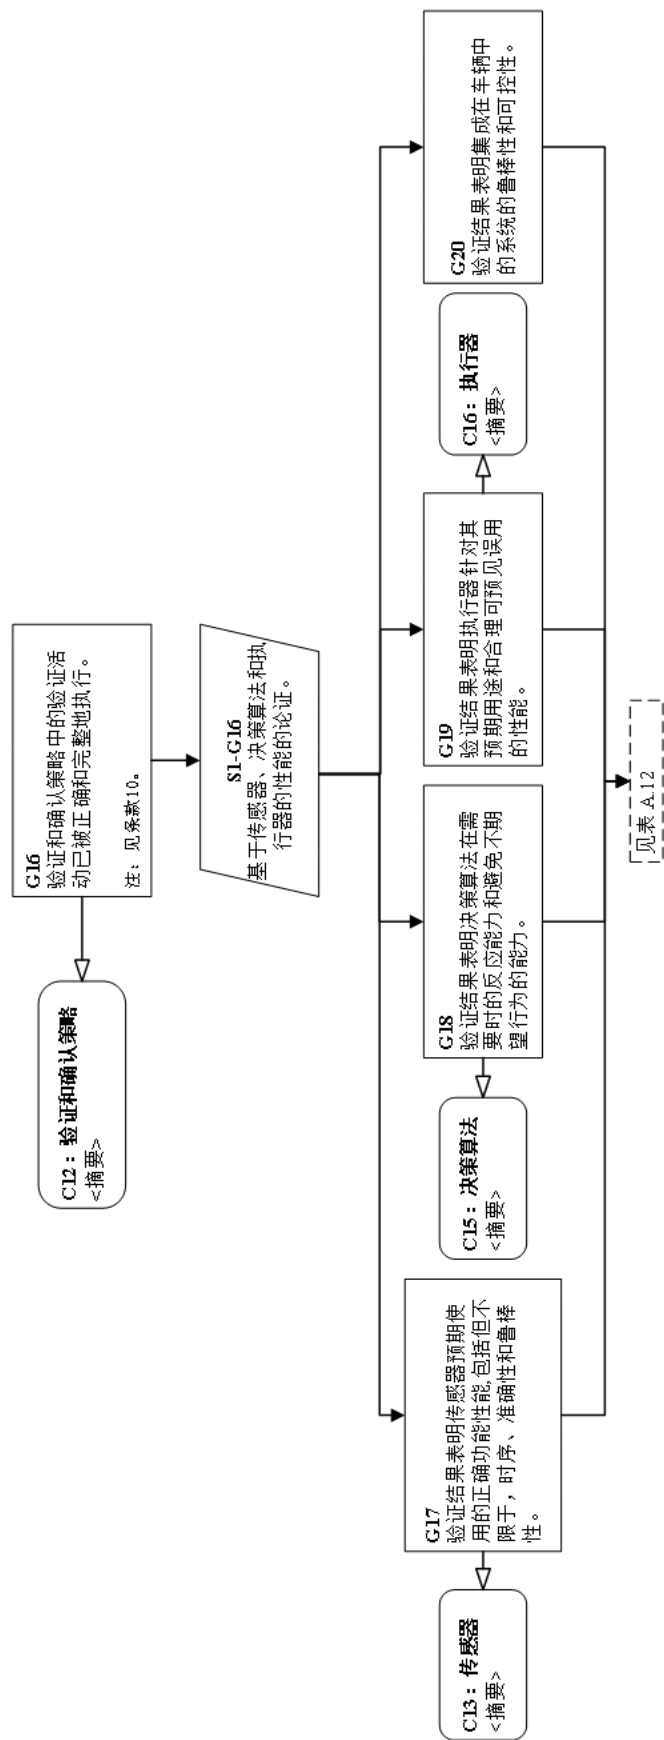 C12：验证和确认策略
<摘要>
G16
验证和确认策略中的验证活
动已被正确和完整地执行。
注：见条款10。
S1-G16
基于传感器、决策算法和执
行器的性能的论证。
C13：传感器
<摘要>
G17
验证结果表明传感器预期使
用的正确功能性能,包括但不
限于，时序、准确性和鲁棒
性。
C15：决策算法
<摘要>
G18
验证结果表明决策算法在需
要时的反应能力和避免不期
望行为的能力。
G19
验证结果表明执行器针对其
预期用途和合理可预见误用
的性能。
C16：执行器
<摘要>
G20
验证结果表明集成在车辆中
的系统的鲁棒性和可控性。
见表 A.12